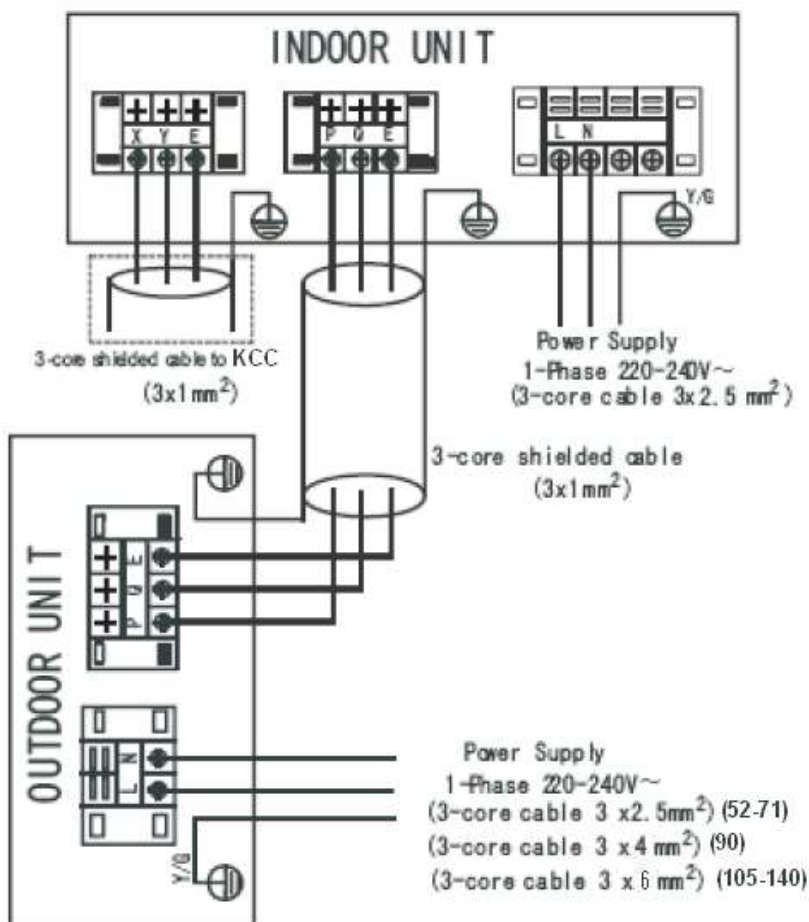 INDOOR UNIT
X Y E
P Q E
L N
Y/G
3-core shielded cable to KCC
(3x1mm²)
Power Supply
1-Phase 220-240V~
(3-core cable 3x2.5 mm²)
3-core shielded cable
(3x1mm²)
OUTDOOR UNIT
P Q E
L N
Y/G
Power Supply
1-Phase 220-240V~
(3-core cable 3 x2.5mm²) (52-71)
(3-core cable 3 x4 mm²) (90)
(3-core cable 3 x 6 mm²) (105-140)